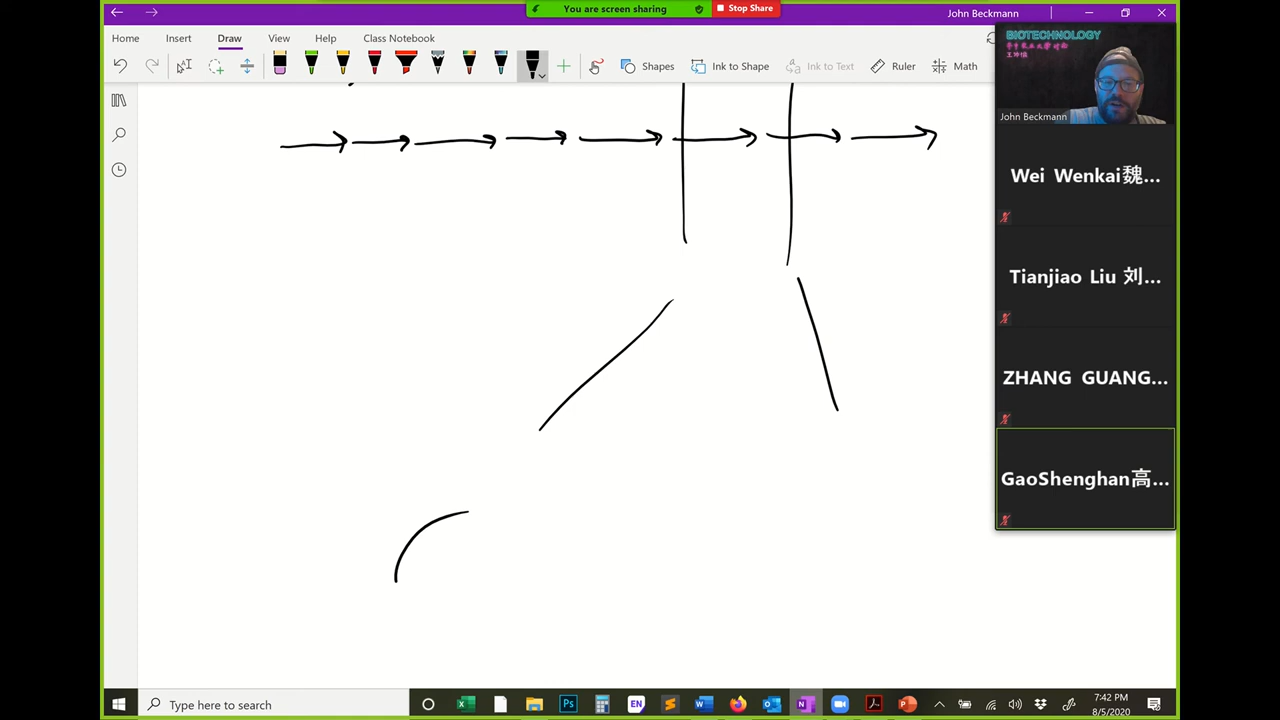 You are screen sharing
Stop Share
John Beckmann
Home Insert Draw View Help Class Notebook
Shapes Ink to Shape Ink to Text Ruler Math
BIOTECHNOLOGY
John Beckmann
Wei Wenkai魏...
Tianjiao Liu 刘...
ZHANG GUANG...
GaoShenghan高...
Type here to search
EN
7:42 PM
8/5/2020